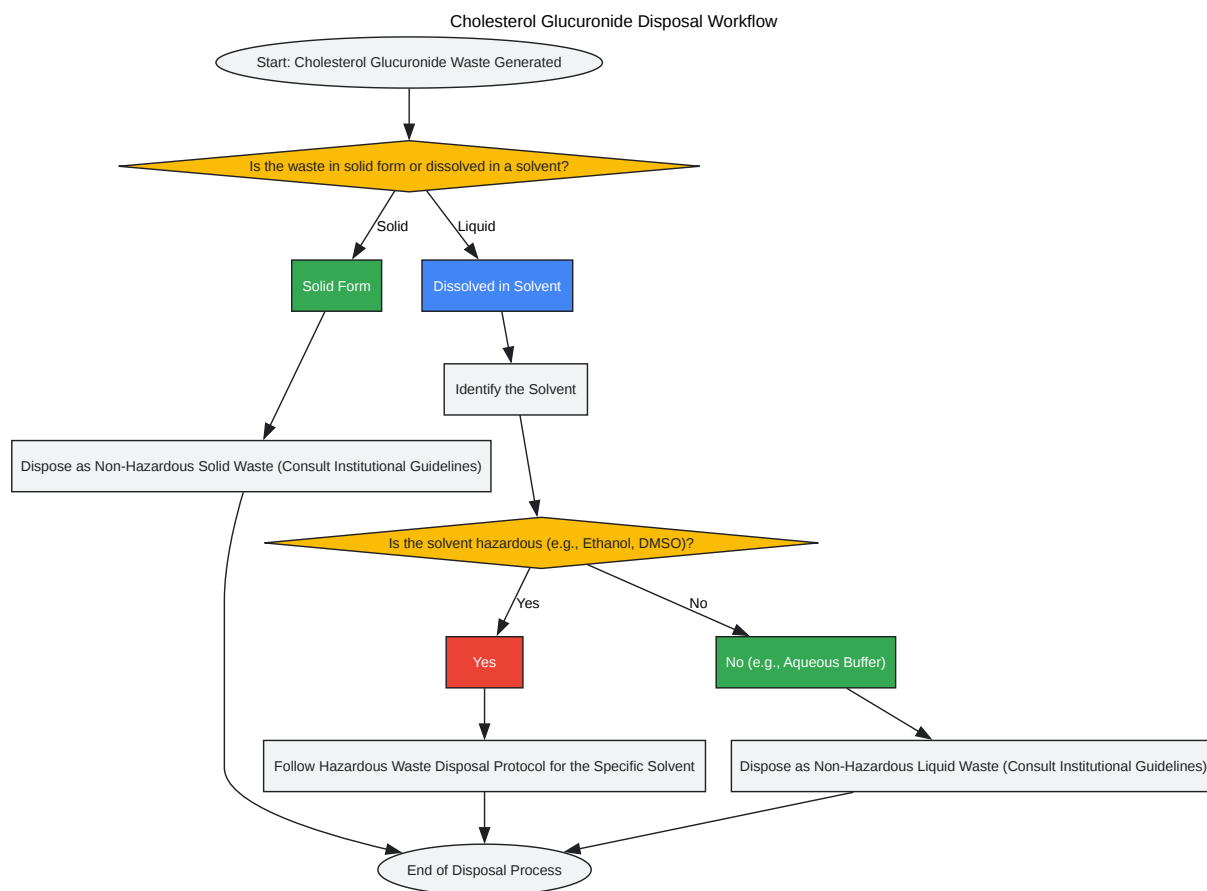 Cholesterol Glucuronide Disposal Workflow
Start: Cholesterol Glucuronide Waste Generated
Is the waste in solid form or dissolved in a solvent?
Solid
Liquid
Solid Form
Dissolved in Solvent
Identify the Solvent
Dispose as Non-Hazardous Solid Waste (Consult Institutional Guidelines)
Is the solvent hazardous (e.g., Ethanol, DMSO)?
Yes
No
Yes
No (e.g., Aqueous Buffer)
Follow Hazardous Waste Disposal Protocol for the Specific Solvent
Dispose as Non-Hazardous Liquid Waste (Consult Institutional Guidelines)
End of Disposal Process